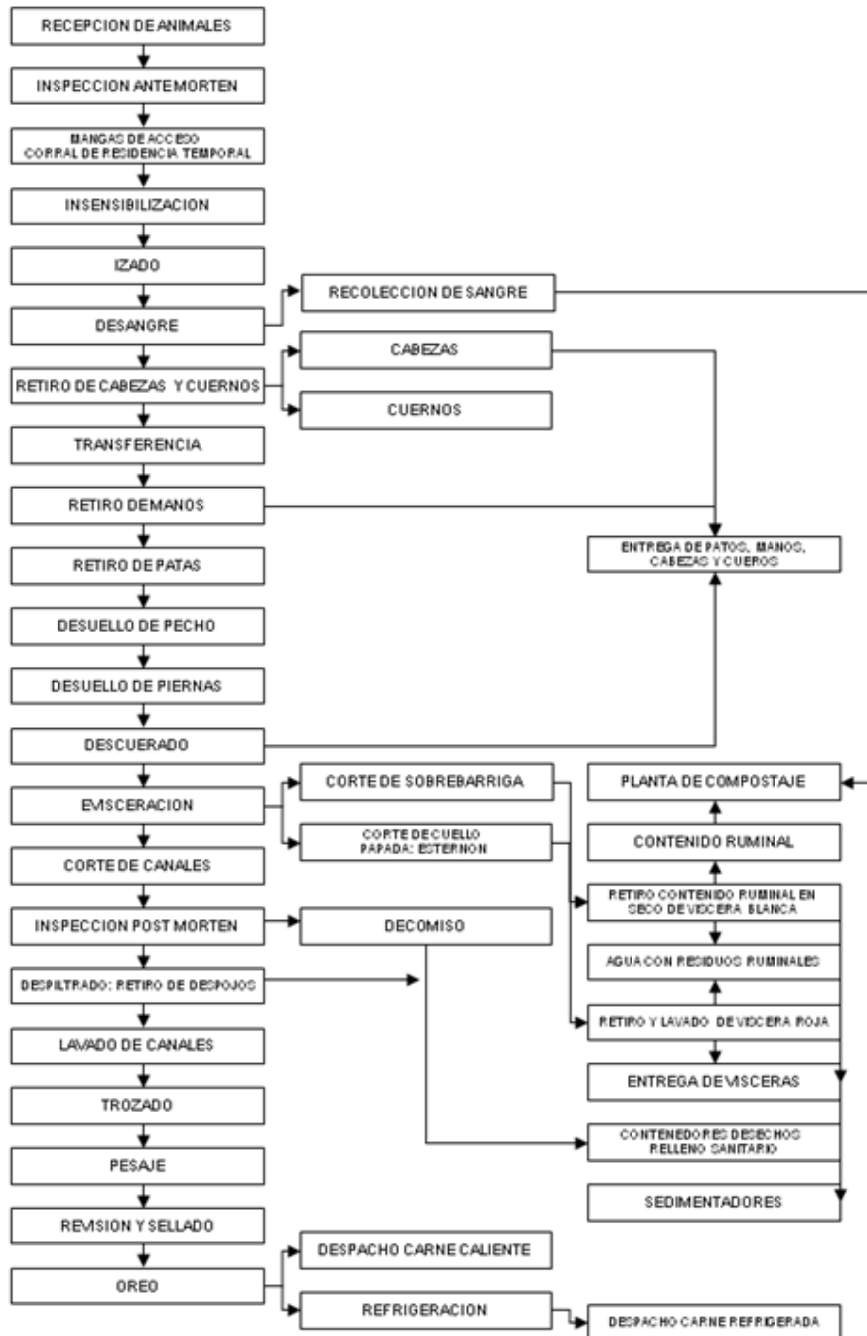 RECEPCION DE ANIMALES
INSPECCION ANTE MORTEN
MANGAS DE ACCESO
CORRAL DE RESIDENCIA TEMPORAL
INSENSIBILIZACION
IZADO
RECOLECCION DE SANGRE
DESANGRE
CABEZAS
RETIRO DE CABEZAS Y CUERNOS
CUERNOS
TRANSFERENCIA
RETIRO DE MANOS
ENTREGA DE PATOS, MANOS,
CABEZAS Y CUEROS
RETIRO DE PATAS
DESUELLO DE PECHO
DESUELLO DE PIERNAS
DESCUERADO
CORTE DE SOBREBARRIGA
PLANTA DE COMPOSTAJE
EVISCERACION
CORTE DE CUELLO
PAPADA: ESTERNON
CONTENIDO RUMINAL
CORTE DE CANALES
RETIRO CONTENIDO RUMINAL EN
SECO DE VISCERA BLANCA
INSPECCION POST MORTEN
DECOMISO
AGUA CON RESIDUOS RUMINALES
DESPILTRADO: RETIRO DE DESPOJOS
RETIRO Y LAVADO DE VISCERA ROJA
LAVADO DE CANALES
ENTREGA DE VISCERAS
TROZADO
CONTENEDORES DESECHOS
RELLENO SANITARIO
PESAJE
SEDIMENTADORES
REVISION Y SELLADO
DESPACHO CARNE CALIENTE
OREO
REFRIGERACION
DESPACHO CARNE REFRIGERADA